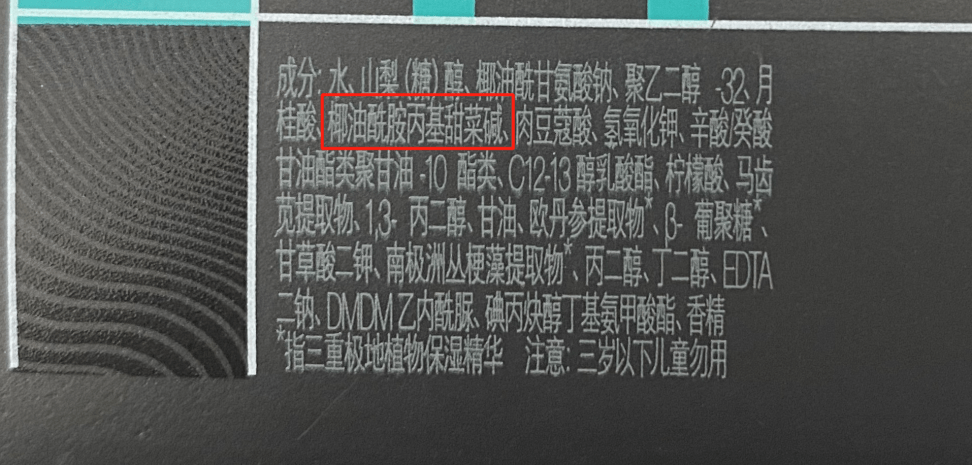 成分: 水、山梨(糖)醇、椰油酰甘氨酸钠、聚乙二醇 -32、月
桂酸、椰油酰胺丙基甜菜碱、肉豆蔻酸、氢氧化钾、辛酸/癸酸
甘油酯类聚甘油 -10 酯类、C12-13 醇乳酸酯、柠檬酸、马齿
苋提取物、1,3- 丙二醇、甘油、欧丹参提取物*、β- 葡聚糖*、
甘草酸二钾、南极洲丛梗藻提取物*、丙二醇、丁二醇、EDTA
二钠、DMDM 乙内酰脲、碘丙炔醇丁基氨甲酸酯、香精
*指三重极地植物保湿精华 注意: 三岁以下儿童勿用